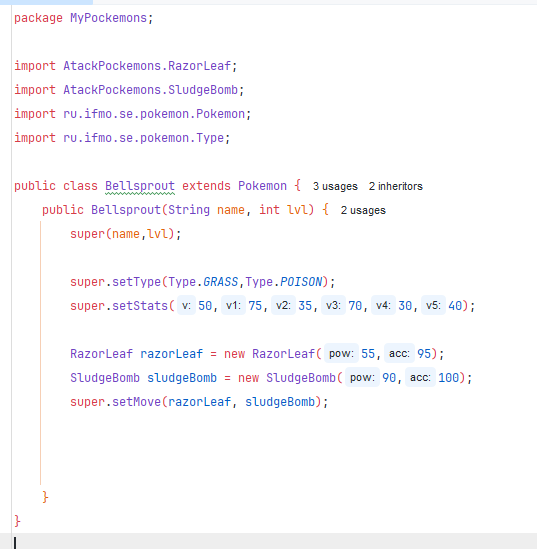 package MyPockemons;
import AtackPockemons.RazorLeaf;
import AtackPockemons.SludgeBomb;
import ru.ifmo.se.pokemon.Pokemon;
import ru.ifmo.se.pokemon.Type;
public class Bellsprout extends Pokemon { 3 usages 2 inheritors
public Bellsprout(String name, int lvl) { 2 usages
super(name,lvl);
super.setType(Type.GRASS,Type.POISON);
super.setStats( v: 50, v1: 75, v2: 35, v3: 70, v4: 30, v5: 40);
RazorLeaf razorLeaf = new RazorLeaf( pow: 55, acc: 95);
SludgeBomb sludgeBomb = new SludgeBomb( pow: 90, acc: 100);
super.setMove(razorLeaf, sludgeBomb);
}
}